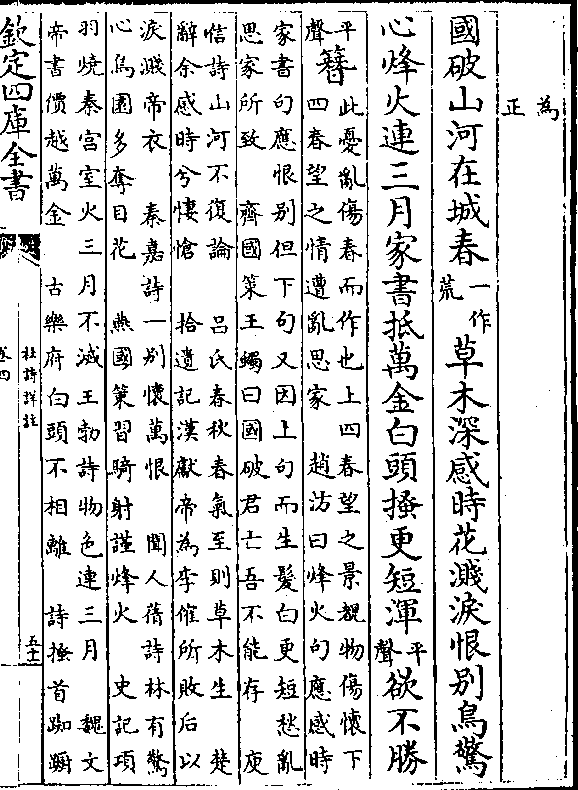 為
正
國破山河在城春一作荒草木深感時花濺淚恨别鳥驚
心烽火連三月家書抵萬金白頭搔更短渾平聲欲不勝
平聲簮
此憂亂傷春而作也上四春望之景覩物傷懷下
四春望之情遭亂思家 趙汸曰烽火句應感時
家書句應恨别但下句又因上句而生髮白更短愁亂
思家所致 齊國策王蠋曰國破君亡吾不能存 庾
信詩山河不復論 吕氏春秋春氣至則草木生 楚
辭余感時兮悽愴 拾遺記漢獻帝為李傕所敗后以
淚濺帝衣 秦嘉詩一别懷萬恨 聞人蒨詩林有驚
心鳥園多奪目花 燕國策習騎射謹烽火 史記項
羽燒秦宫室火三月不滅王勃詩物色連三月 魏文
帝書價越萬金 古樂府白頭不相離 詩搔首踟蹰
欽定四庫全書
卷四
杜詩詳註
五十